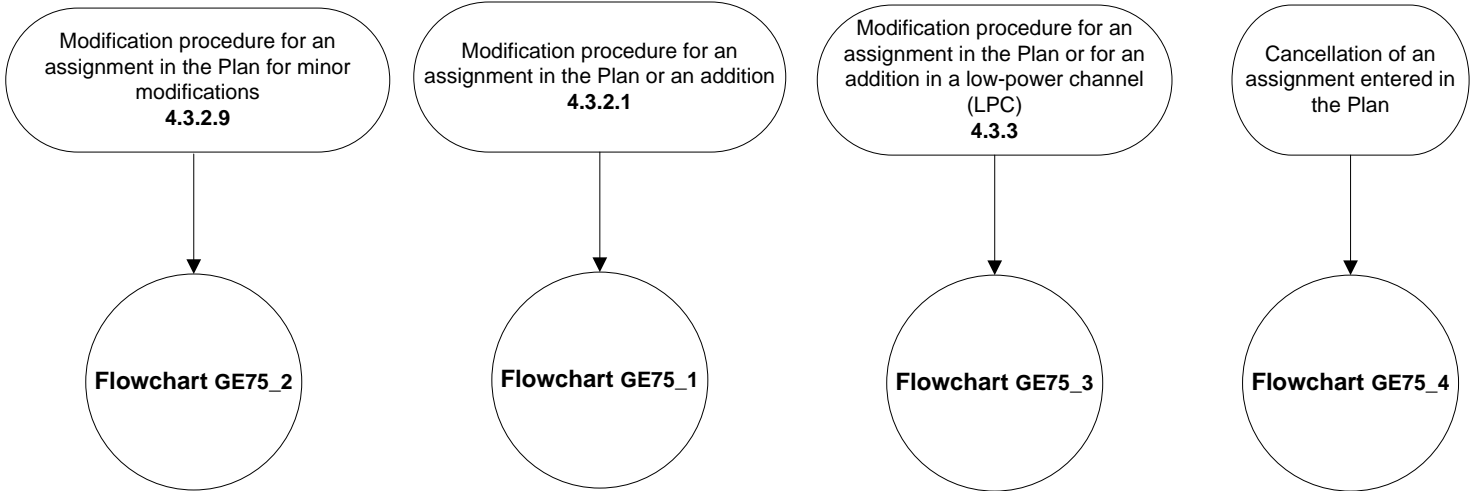 Modification procedure for an
assignment in the Plan for minor
modifications
4.3.2.9
Modification procedure for an
assignment in the Plan or an addition
4.3.2.1
Modification procedure for an
assignment in the Plan or for an
addition in a low-power channel
(LPC)
4.3.3
Cancellation of an
assignment entered in
the Plan
Flowchart GE75_2
Flowchart GE75_1
Flowchart GE75_3
Flowchart GE75_4